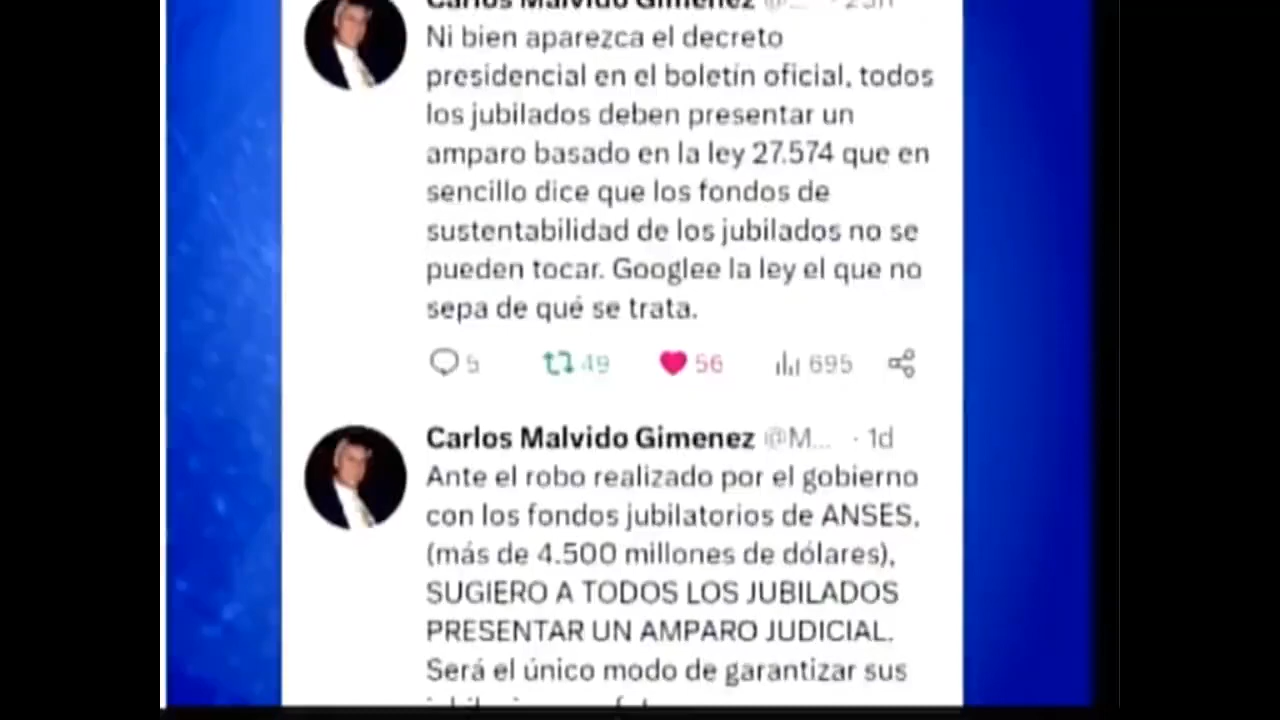 Carlos Malvido Gimenez @... · 23h
Ni bien aparezca el decreto
presidencial en el boletín oficial, todos
los jubilados deben presentar un
amparo basado en la ley 27.574 que en
sencillo dice que los fondos de
sustentabilidad de los jubilados no se
pueden tocar. Googlee la ley el que no
sepa de qué se trata.
5 49 56 695
Carlos Malvido Gimenez @M... · 1d
Ante el robo realizado por el gobierno
con los fondos jubilatorios de ANSES,
(más de 4.500 millones de dólares),
SUGIERO A TODOS LOS JUBILADOS
PRESENTAR UN AMPARO JUDICIAL.
Será el único modo de garantizar sus